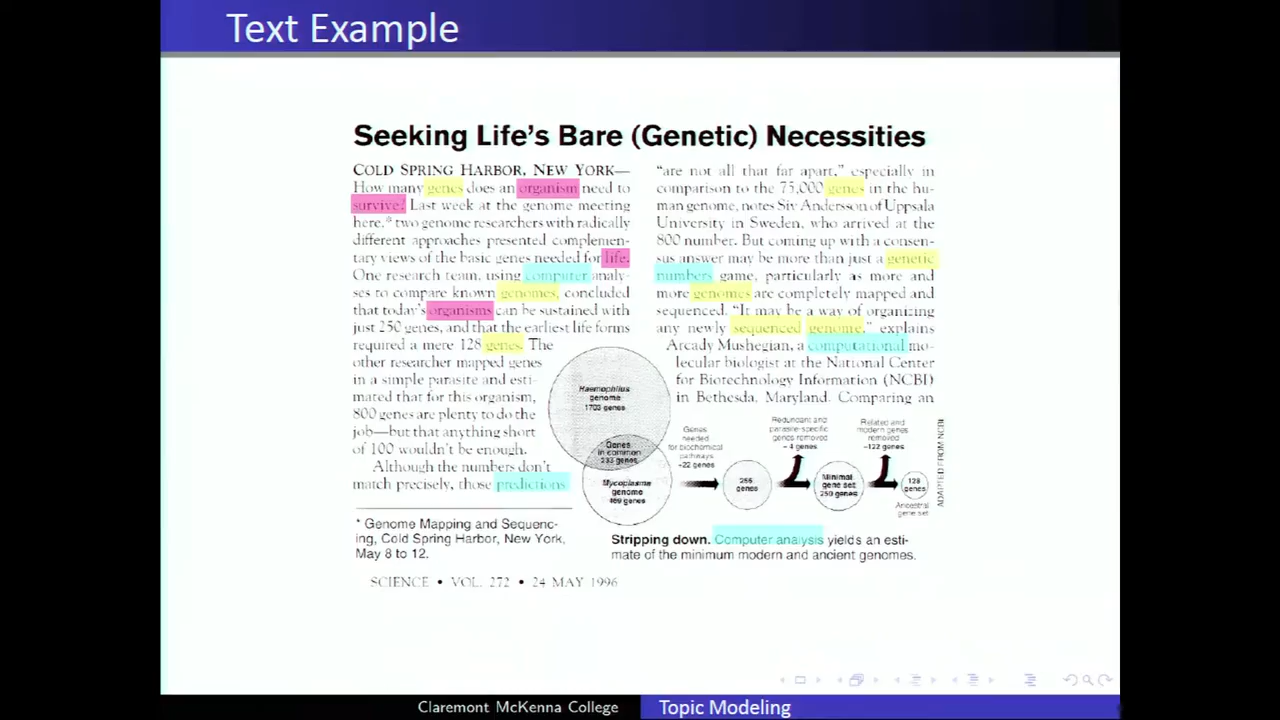 Text Example
Seeking Life's Bare (Genetic) Necessities
COLD SPRING HARBOR, NEW YORK—
How many genes does an organism need to
survive? Last week at the genome meeting
here,* two genome researchers with radically
different approaches presented complemen-
tary views of the basic genes needed for life.
One research team, using computer analy-
ses to compare known genomes, concluded
that today's organisms can be sustained with
just 250 genes, and that the earliest life forms
required a mere 128 genes. The
other researcher mapped genes
in a simple parasite and esti-
mated that for this organism,
800 genes are plenty to do the
job—but that anything short
of 100 wouldn't be enough.
Although the numbers don't
match precisely, those predictions
* Genome Mapping and Sequenc-
ing, Cold Spring Harbor, New York,
May 8 to 12.
"are not all that far apart," especially in
comparison to the 75,000 genes in the hu-
man genome, notes Siv Andersson of Uppsala
University in Sweden, who arrived at the
800 number. But coming up with a consen-
sus answer may be more than just a genetic
numbers game, particularly as more and
more genomes are completely mapped and
sequenced. "It may be a way of organizing
any newly sequenced genome," explains
Arcady Mushegian, a computational mo-
lecular biologist at the National Center
for Biotechnology Information (NCBI)
in Bethesda, Maryland. Comparing an
Haemophilus
genome
1703 genes
Genes
in common
233 genes
Mycoplasma
genome
469 genes
Genes
needed
for biochemical
pathways
+22 genes
255
genes
Redundant and
parasite-specific
genes removed
– 4 genes
Minimal
gene set
250 genes
Related and
modern genes
removed
–122 genes
128
genes
Ancestral
gene set
ADAPTED FROM NCBI
Stripping down. Computer analysis yields an esti-
mate of the minimum modern and ancient genomes.
SCIENCE • VOL. 272 • 24 MAY 1996
Claremont McKenna College
Topic Modeling